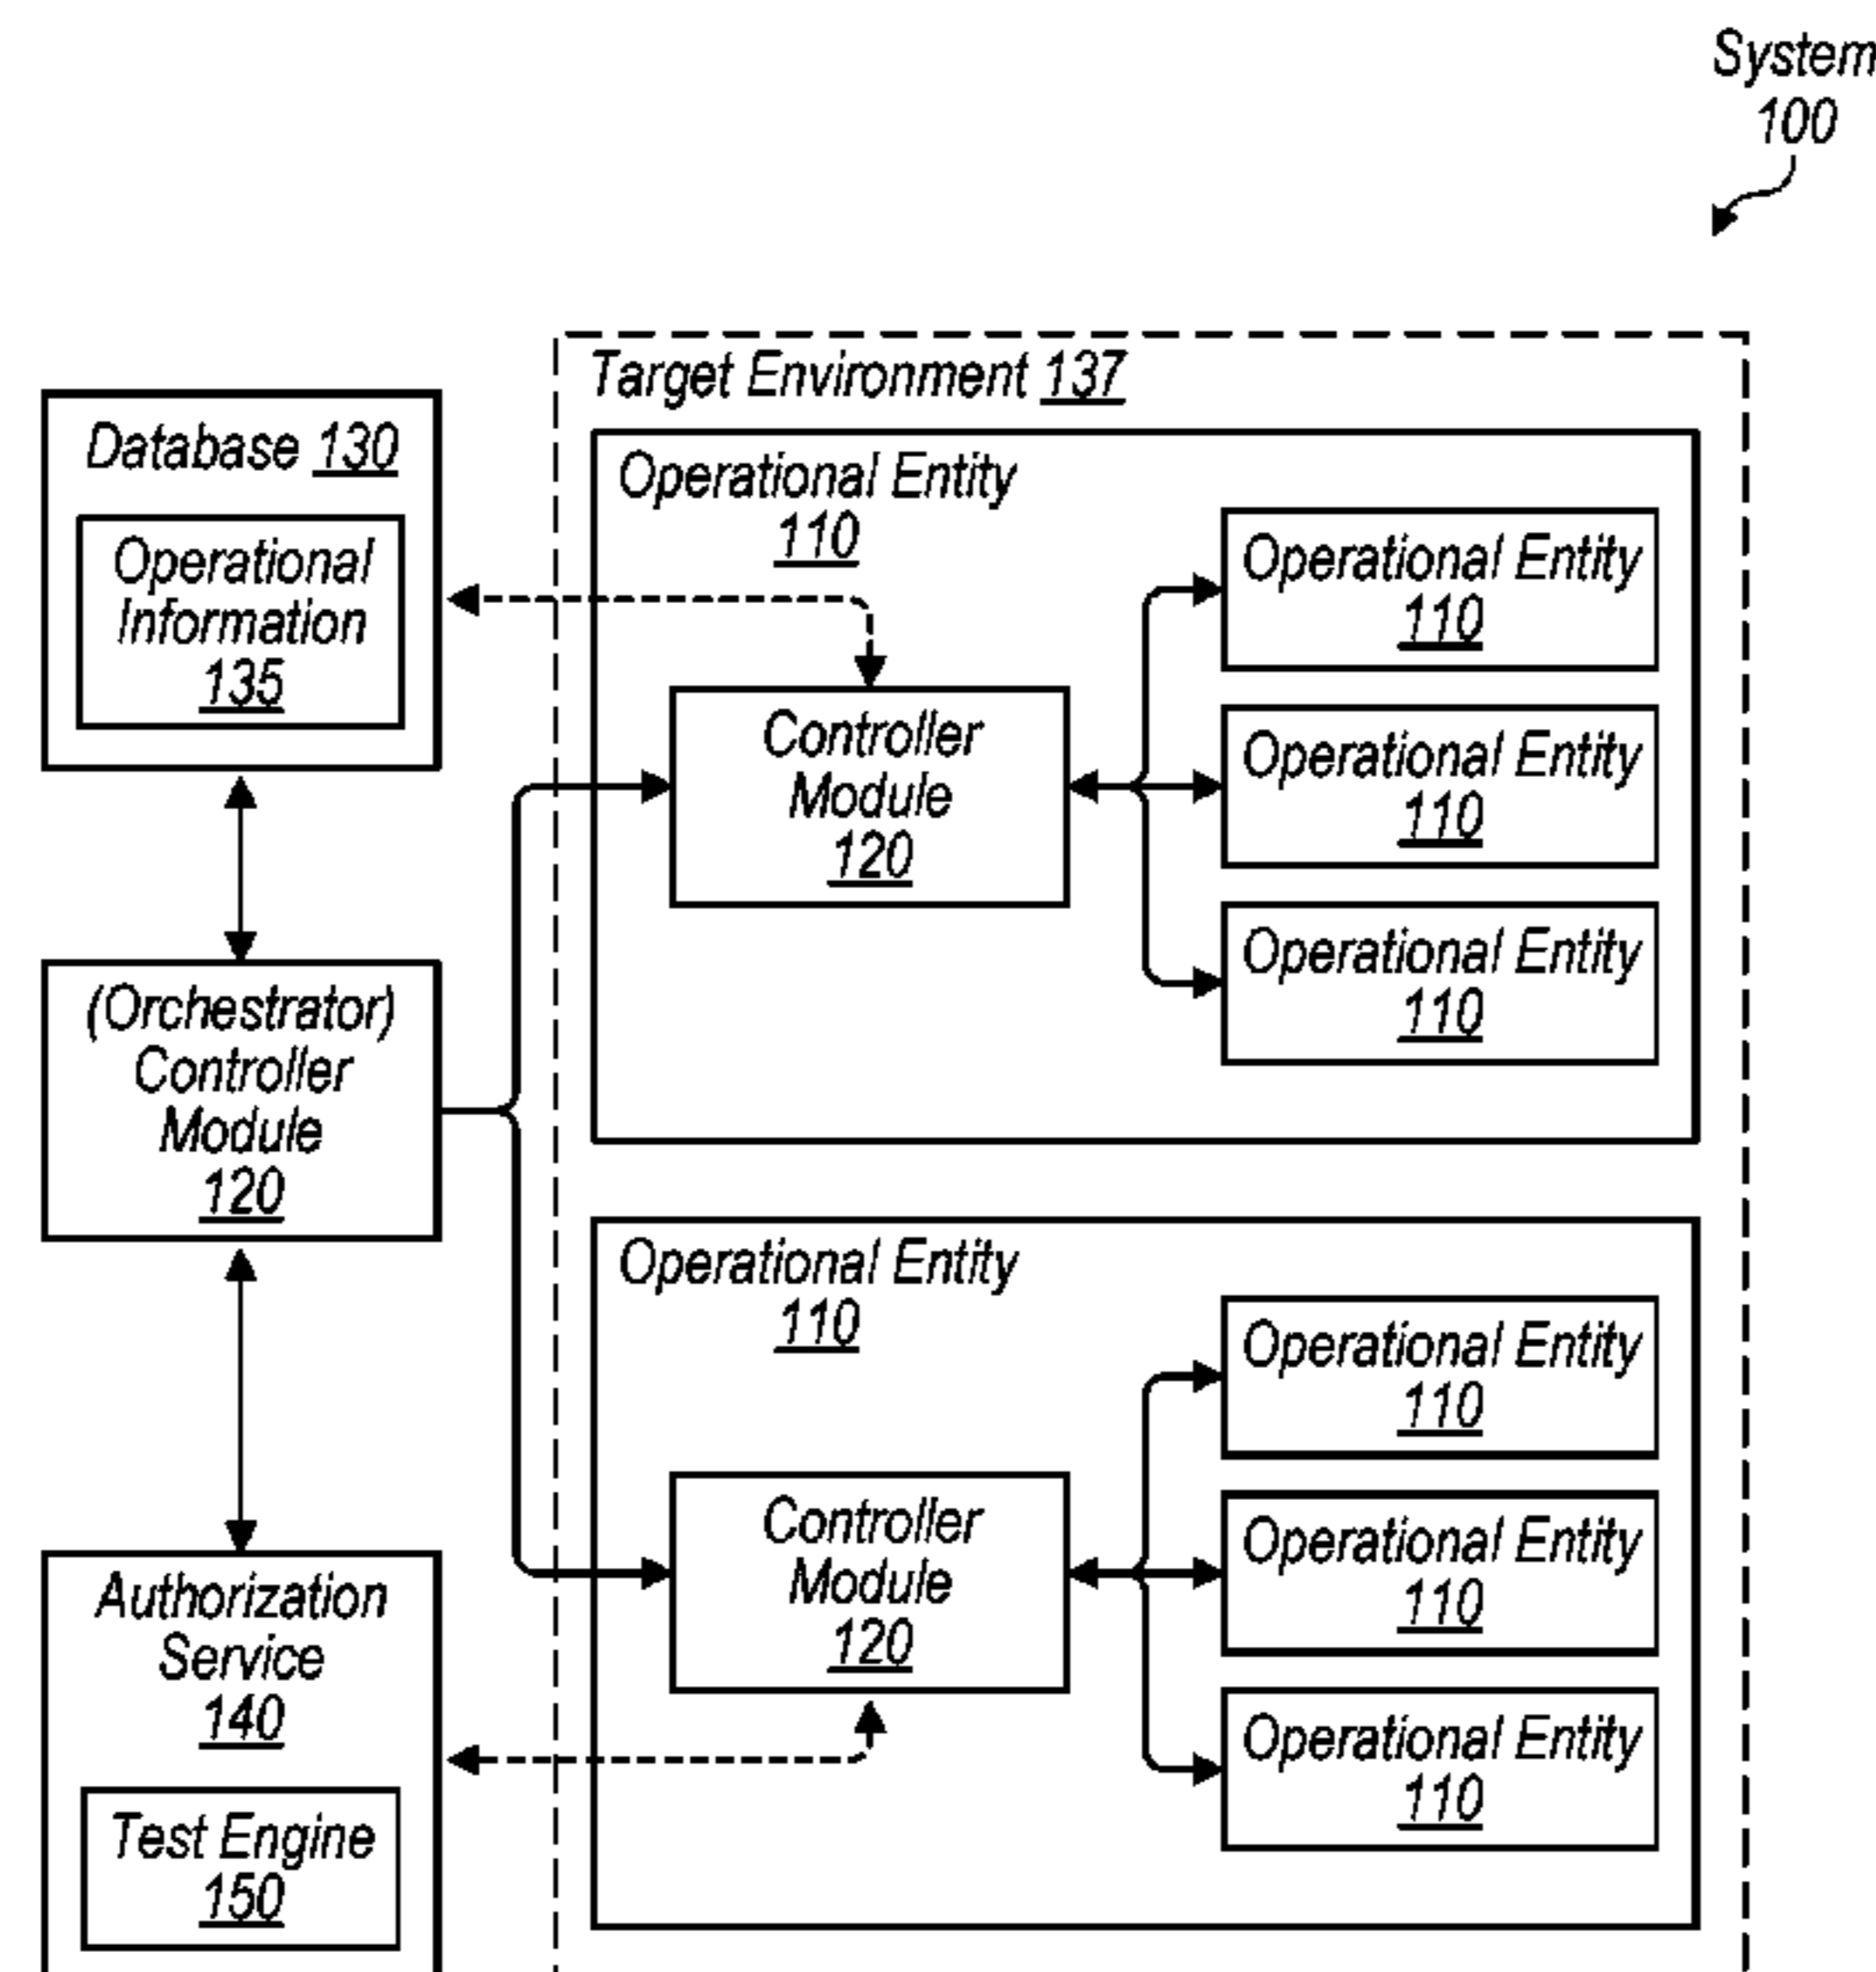 System
100
Target Environment 137
Database 130
Operational
Information
135
(Orchestrator)
Controller
Module
120
Authorization
Service
140
Test Engine
150
Operational Entity
110
Controller
Module
120
Operational Entity
110
Operational Entity
110
Operational Entity
110
Operational Entity
110
Controller
Module
120
Operational Entity
110
Operational Entity
110
Operational Entity
110